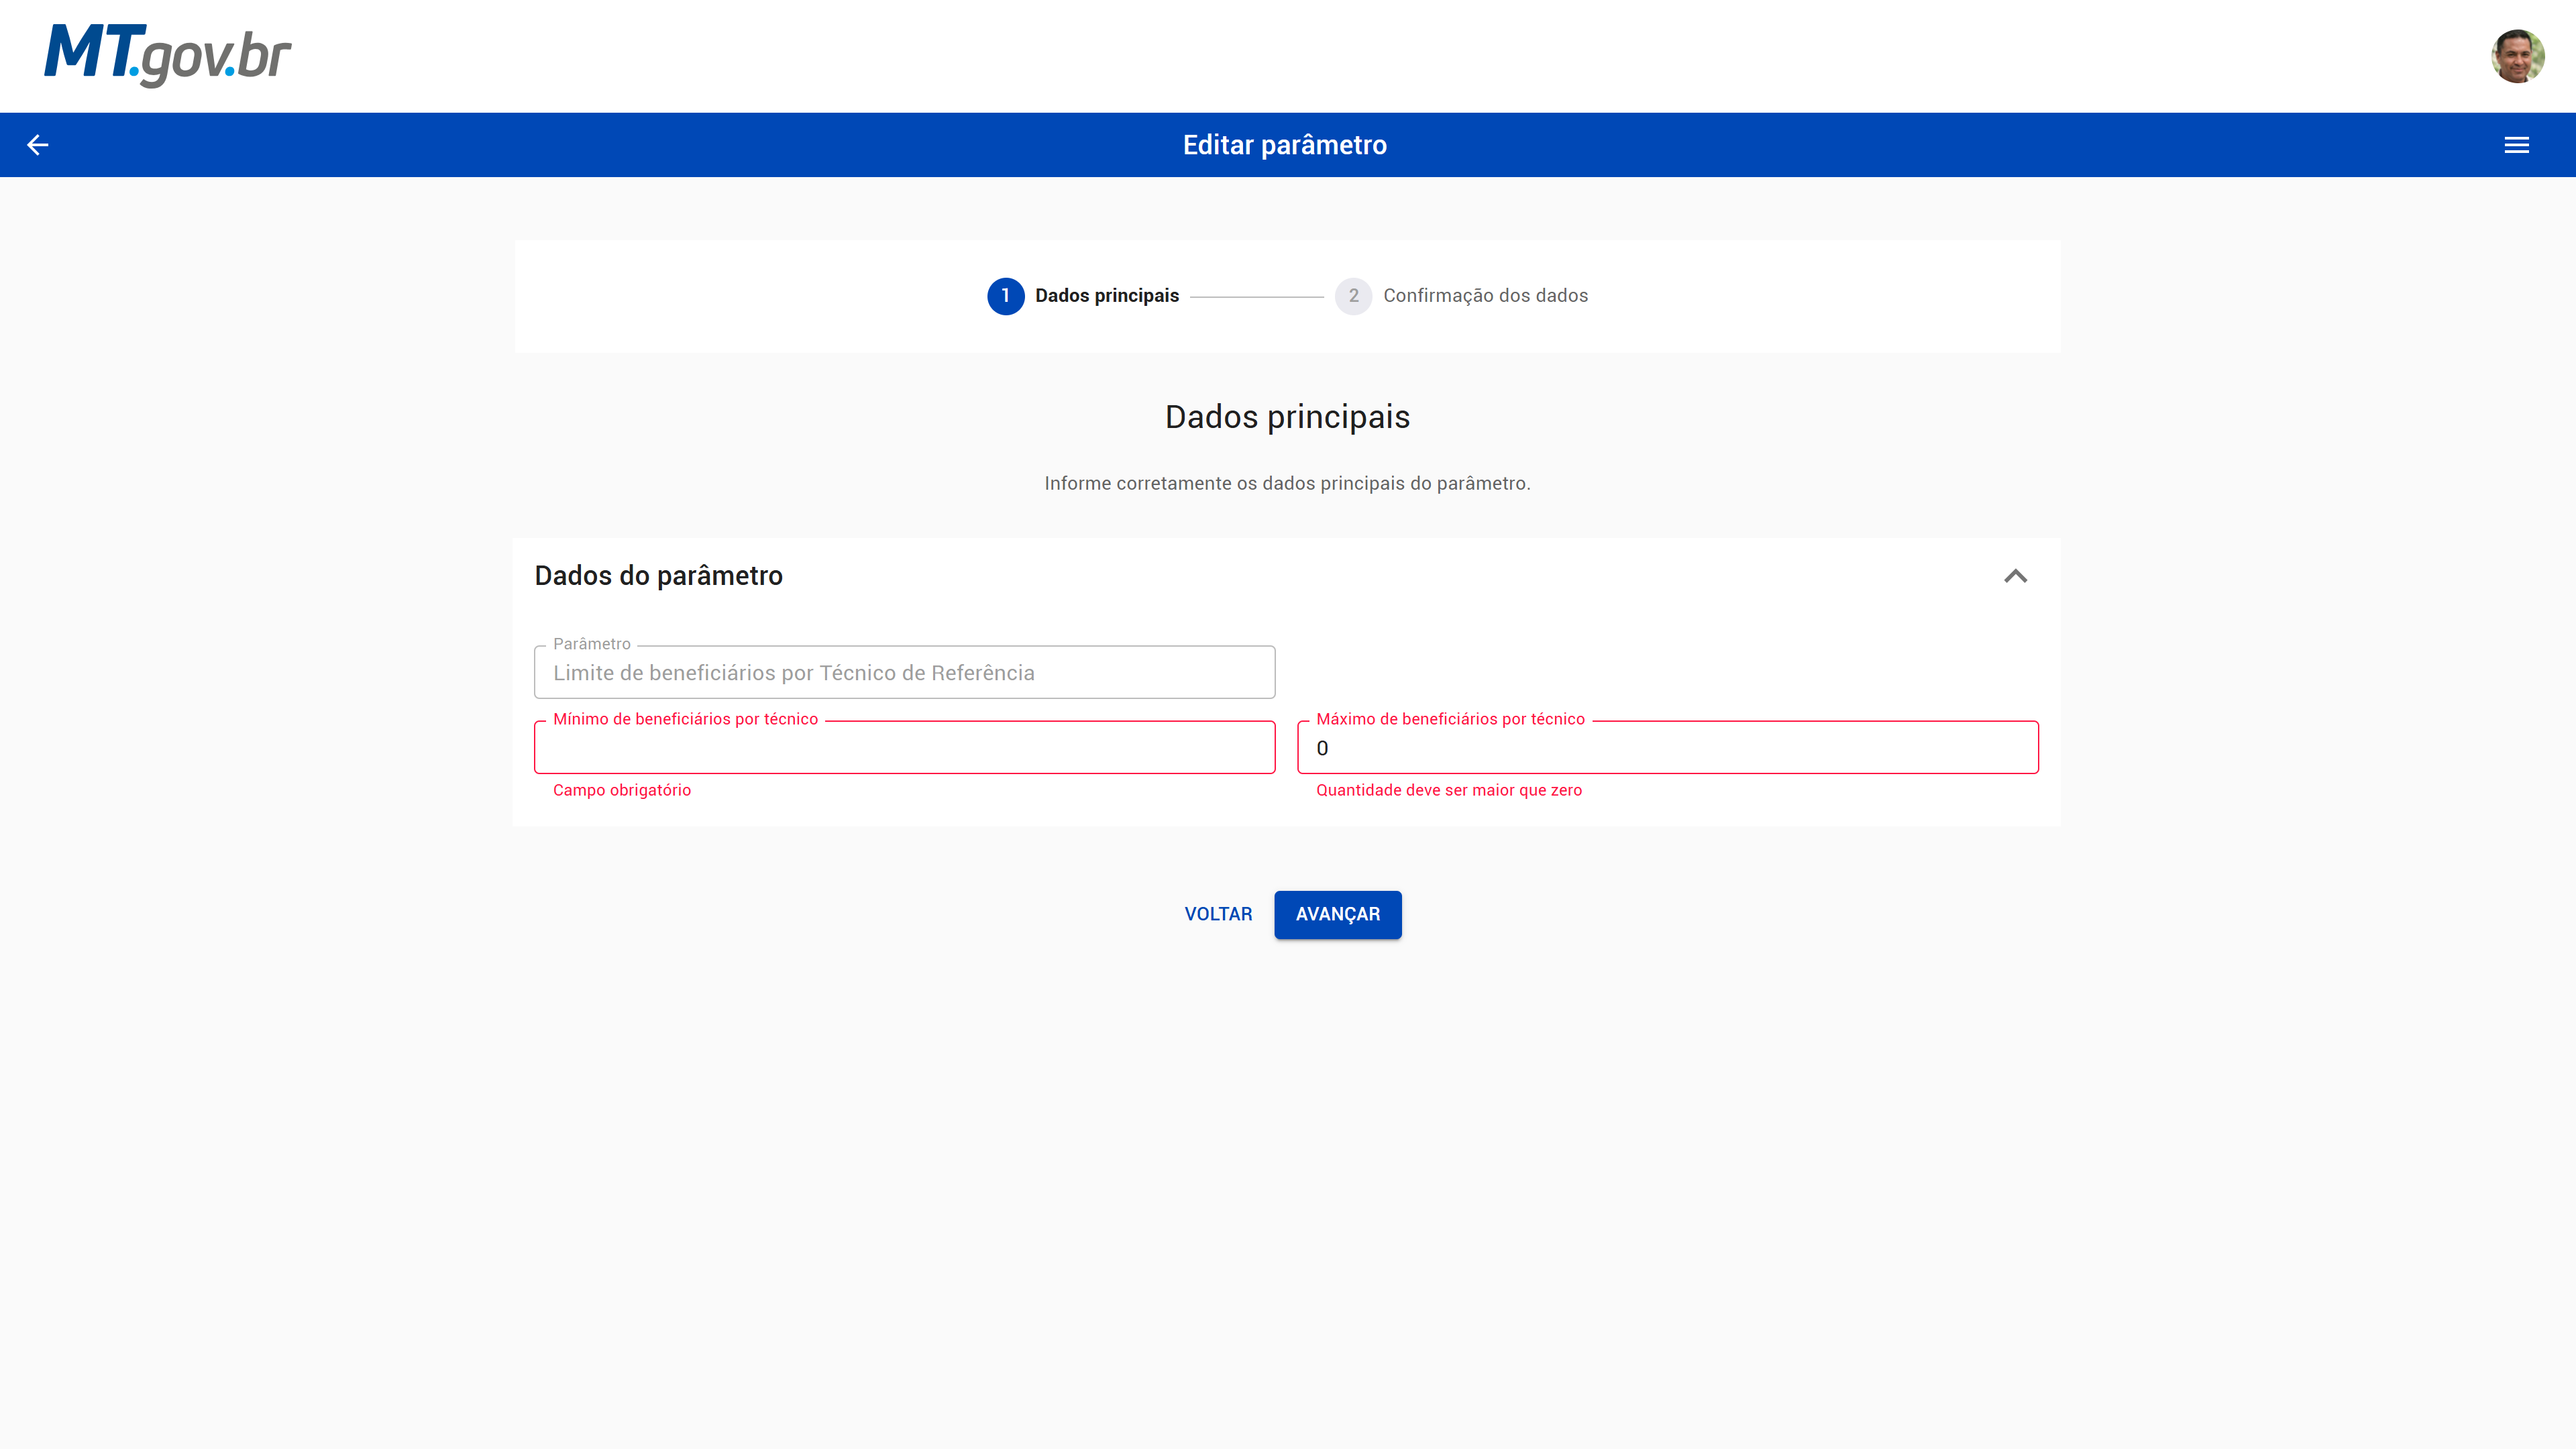 MT.gov.br
Editar parâmetro
1 Dados principais 2 Confirmação dos dados
Dados principais
Informe corretamente os dados principais do parâmetro.
Dados do parâmetro
Parâmetro
Limite de beneficiários por Técnico de Referência
Mínimo de beneficiários por técnico
Campo obrigatório
Máximo de beneficiários por técnico
0
Quantidade deve ser maior que zero
VOLTAR AVANÇAR